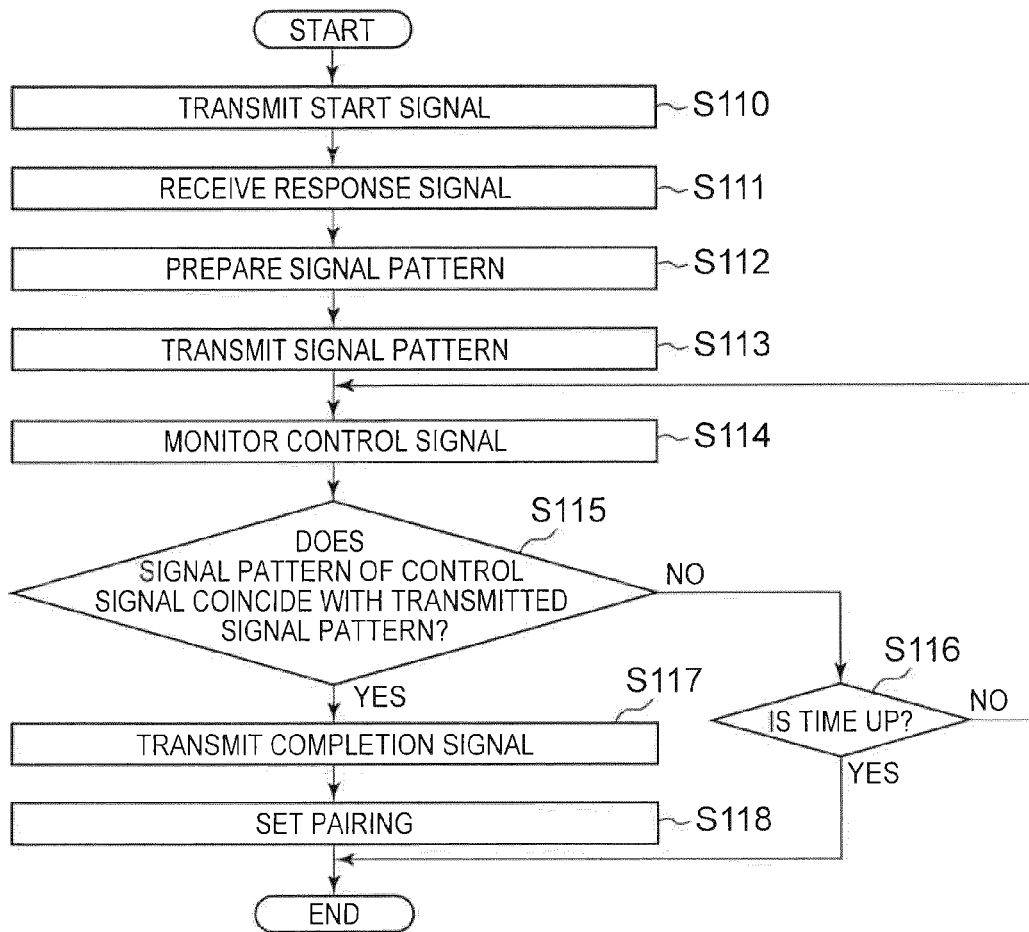 START
TRANSMIT START SIGNAL
S110
RECEIVE RESPONSE SIGNAL
S111
PREPARE SIGNAL PATTERN
S112
TRANSMIT SIGNAL PATTERN
S113
MONITOR CONTROL SIGNAL
S114
S115
DOES
SIGNAL PATTERN OF CONTROL
SIGNAL COINCIDE WITH TRANSMITTED
SIGNAL PATTERN?
NO
YES
S116
IS TIME UP?
NO
YES
S117
TRANSMIT COMPLETION SIGNAL
SET PAIRING
S118
END